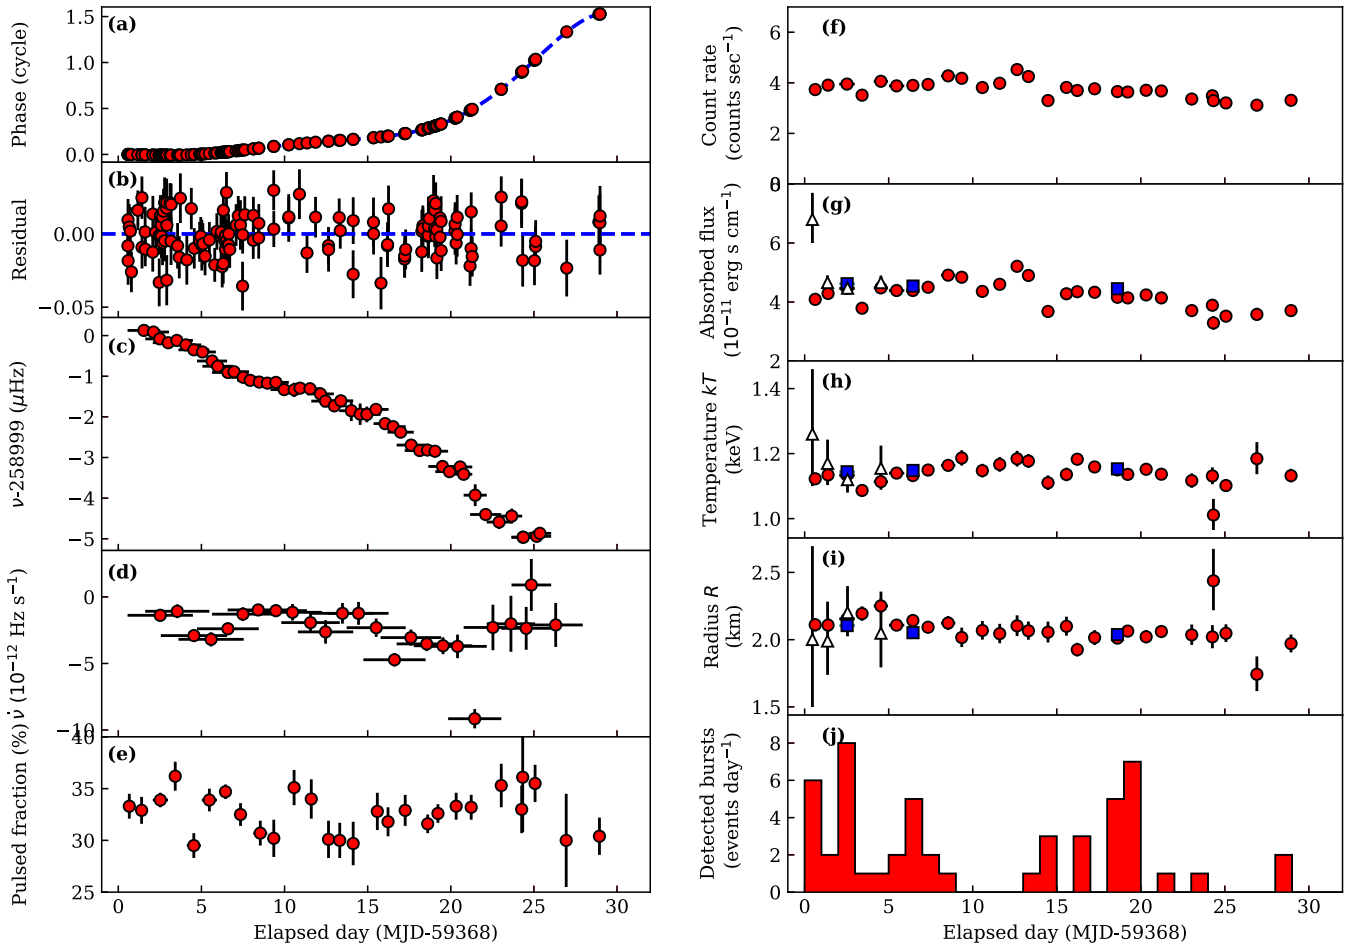 (a)
Phase (cycle)
1.5
1.0
0.5
0.0
(b)
Residual
0.00
−0.05
(c)
ν-258999 (μHz)
0
−1
−2
−3
−4
−5
(d)
ν̇ (10⁻¹² Hz s⁻¹)
0
−5
−10
(e)
Pulsed fraction (%)
40
35
30
25
0 5 10 15 20 25 30
Elapsed day (MJD-59368)
(f)
Count rate
(counts sec⁻¹)
6
4
2
0
(g)
Absorbed flux
(10⁻¹¹ erg s cm⁻¹)
8
6
4
2
(h)
Temperature kT
(keV)
1.4
1.2
1.0
(i)
Radius R
(km)
2.5
2.0
1.5
(j)
Detected bursts
(events day⁻¹)
8
6
4
2
0
0 5 10 15 20 25 30
Elapsed day (MJD-59368)